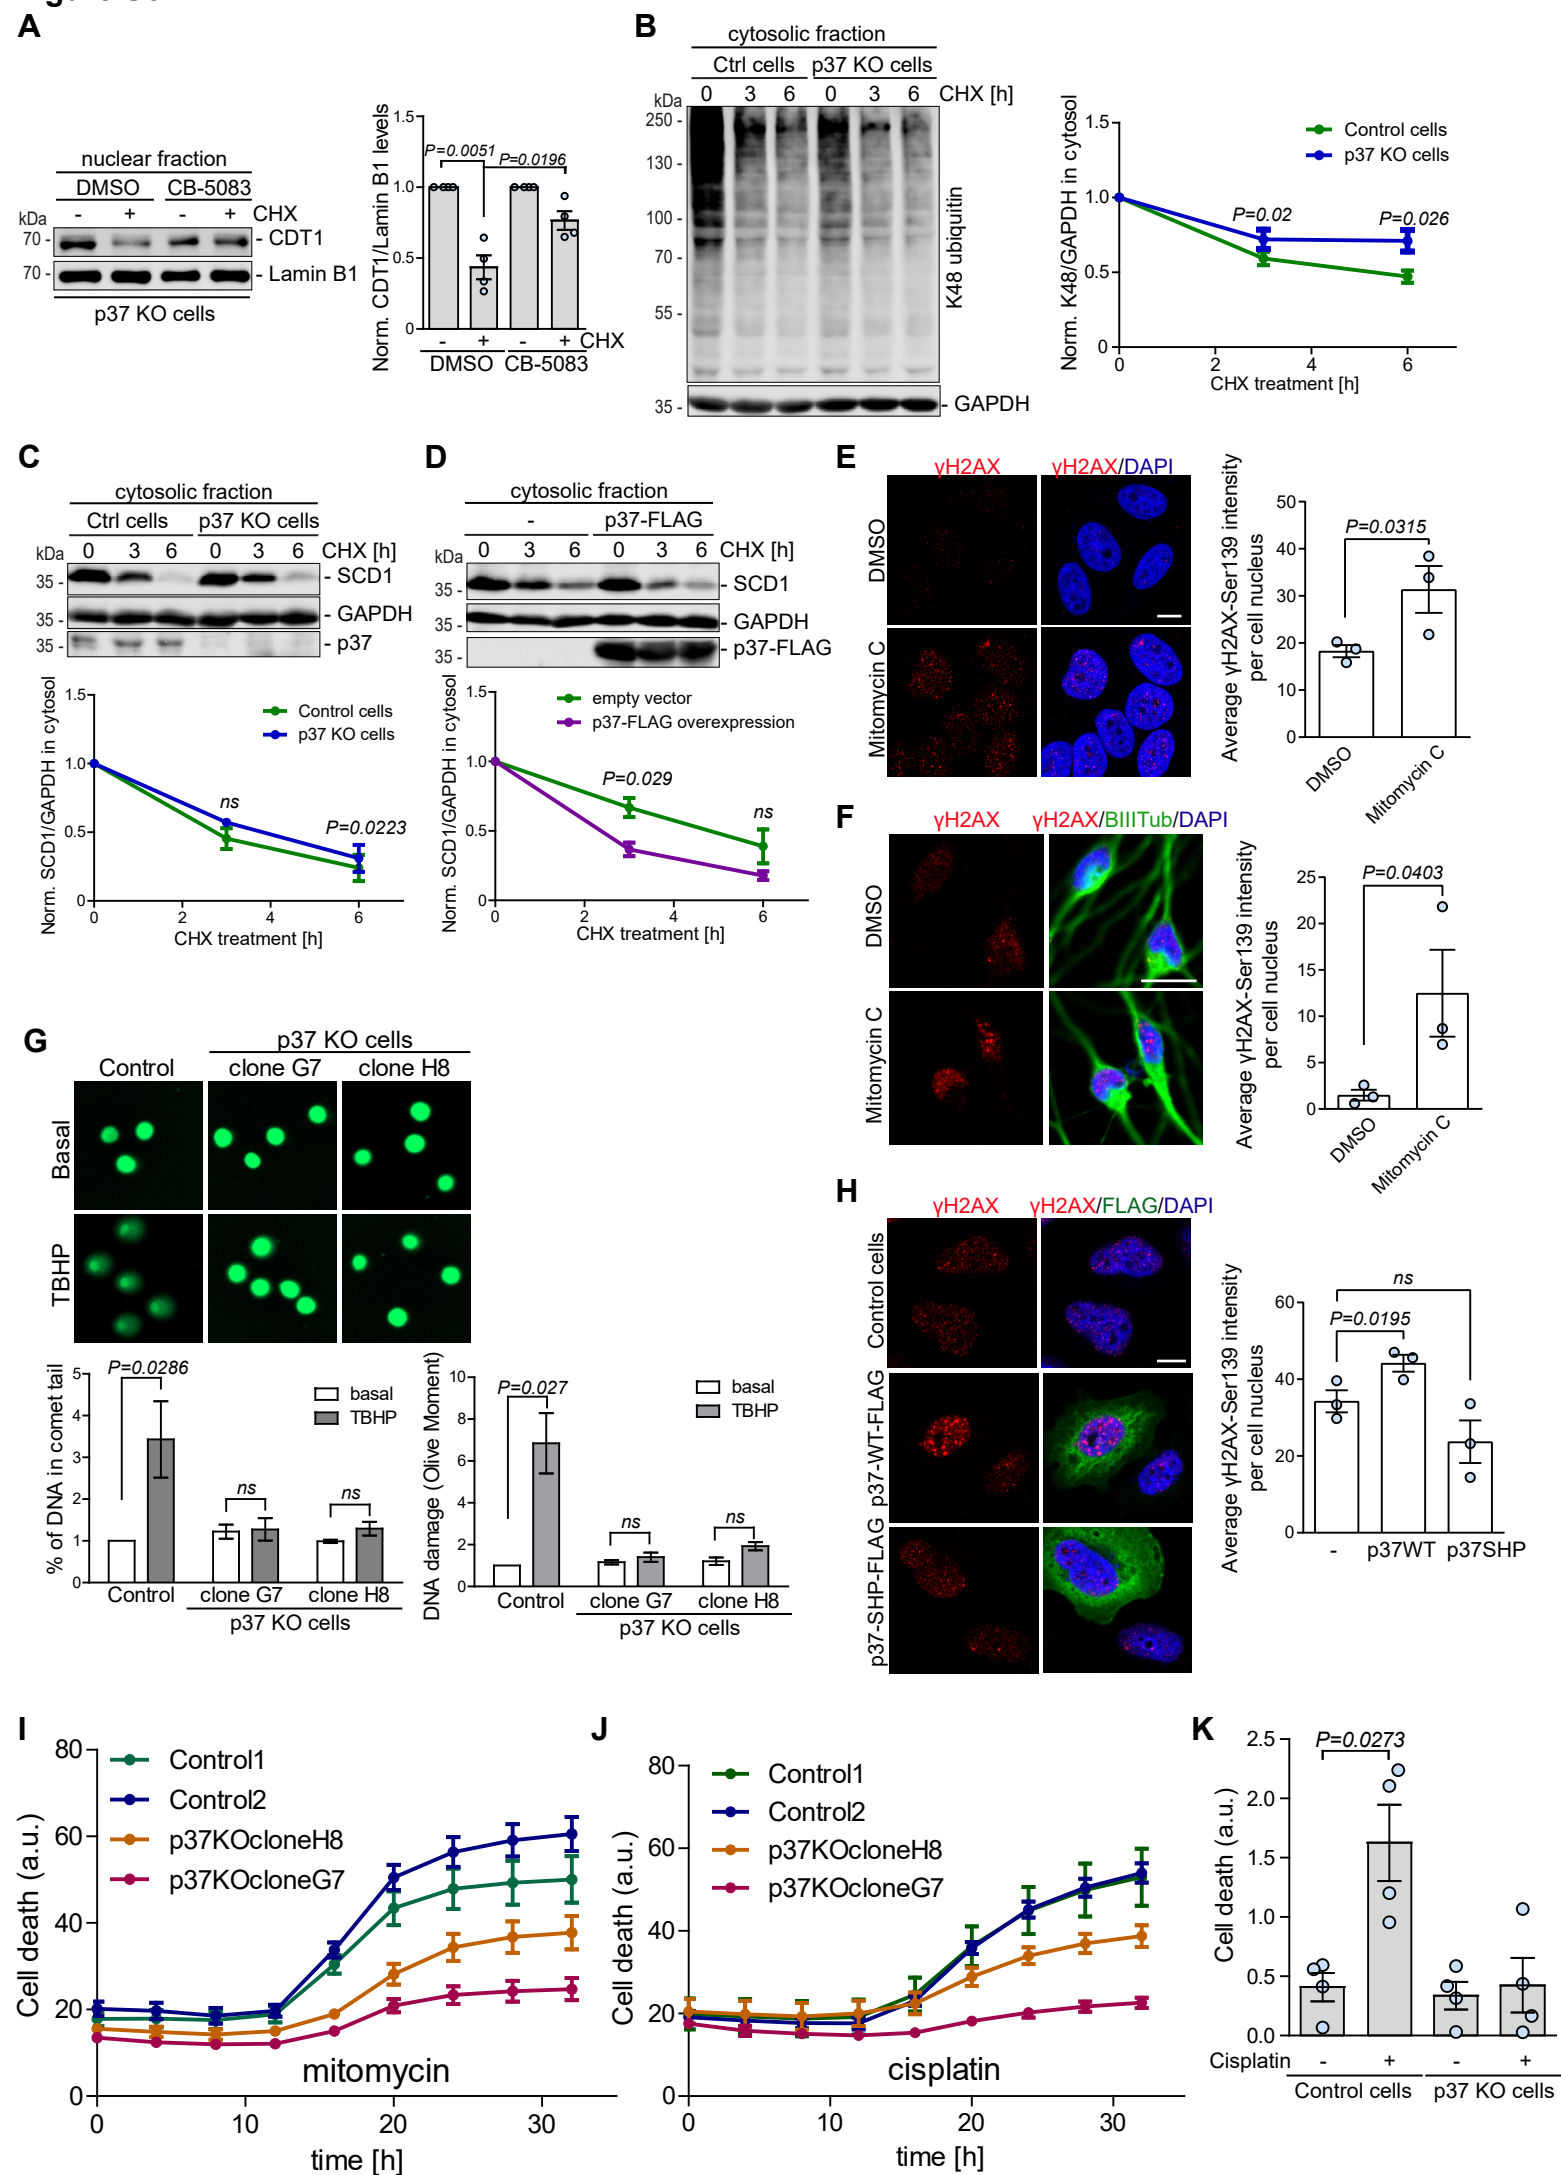 A
nuclear fraction
DMSO CB-5083
- + - + CHX
kDa
70 - - CDT1
70 - - Lamin B1
p37 KO cells
Norm. CDT1/Lamin B1 levels
1.5
1.0
0.5
0
P=0.0051
P=0.0196
- + - + CHX
DMSO CB-5083
B
cytosolic fraction
Ctrl cells p37 KO cells
0 3 6 0 3 6 CHX [h]
kDa
250 -
130 -
100 -
70 -
55 -
35 -
K48 ubiquitin
- GAPDH
Norm. K48/GAPDH in cytosol
1.5
1.0
0.5
0
Control cells
p37 KO cells
P=0.02
P=0.026
2 4 6
CHX treatment [h]
C
cytosolic fraction
Ctrl cells p37 KO cells
0 3 6 0 3 6 CHX [h]
kDa
35 - - SCD1
35 - - GAPDH
35 - - p37
Norm. SCD1/GAPDH in cytosol
1.5
1.0
0.5
0
Control cells
p37 KO cells
ns
P=0.0223
0 2 4 6
CHX treatment [h]
D
cytosolic fraction
- p37-FLAG
0 3 6 0 3 6 CHX [h]
kDa
35 - - SCD1
35 - - GAPDH
35 - - p37-FLAG
Norm. SCD1/GAPDH in cytosol
1.5
1.0
0.5
0
empty vector
p37-FLAG overexpression
P=0.029
ns
0 2 4 6
CHX treatment [h]
E
γH2AX γH2AX/DAPI
DMSO
Mitomycin C
Average γH2AX-Ser139 intensity
per cell nucleus
50
40
30
20
10
0
P=0.0315
DMSO
Mitomycin C
F
γH2AX γH2AX/BIIITub/DAPI
DMSO
Mitomycin C
Average γH2AX-Ser139 intensity
per cell nucleus
25
20
15
10
5
0
P=0.0403
DMSO
Mitomycin C
G
p37 KO cells
Control clone G7 clone H8
Basal
TBHP
% of DNA in comet tail
5
4
3
2
1
0
P=0.0286
basal
TBHP
ns
ns
Control clone G7 clone H8
p37 KO cells
DNA damage (Olive Moment)
10
8
6
4
2
0
P=0.027
basal
TBHP
ns
ns
Control clone G7 clone H8
p37 KO cells
H
γH2AX γH2AX/FLAG/DAPI
Control cells
p37-WT-FLAG
p37-SHP-FLAG
Average γH2AX-Ser139 intensity
per cell nucleus
60
40
20
0
ns
P=0.0195
- p37WT p37SHP
I
Cell death (a.u.)
80
60
40
20
0
Control1
Control2
p37KOcloneH8
p37KOcloneG7
mitomycin
0 10 20 30
time [h]
J
Cell death (a.u.)
80
60
40
20
0
Control1
Control2
p37KOcloneH8
p37KOcloneG7
cisplatin
0 10 20 30
time [h]
K
Cell death (a.u.)
2.5
2.0
1.5
1.0
0.5
0.0
P=0.0273
Cisplatin - + - +
Control cells p37 KO cells